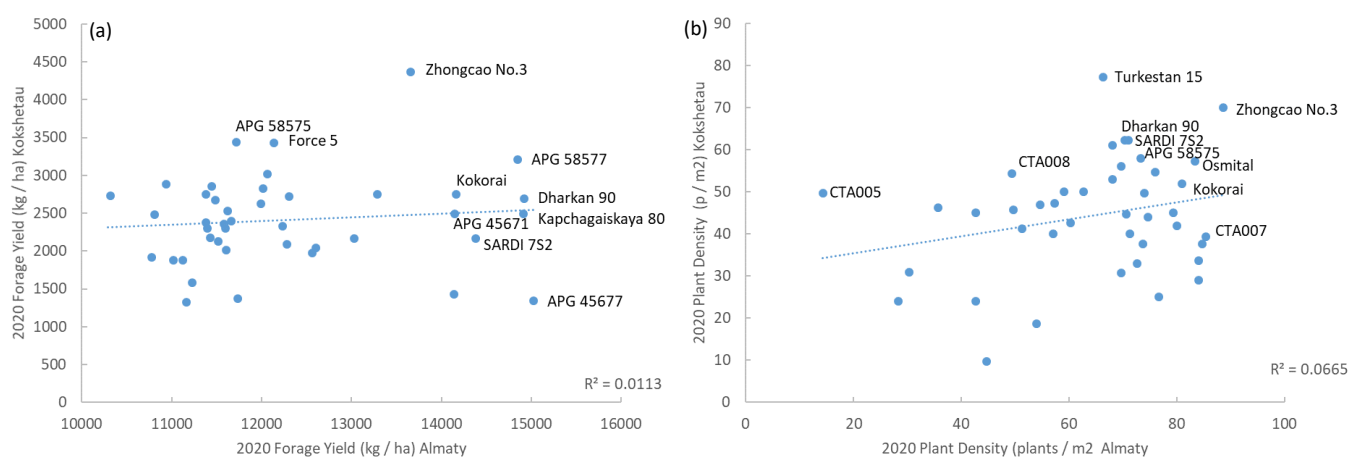 (a)
5000
4500
4000
3500
3000
2500
2000
1500
1000
500
0
2020 Forage Yield (kg / ha) Kokshetau
Zhongcao No.3
APG 58575
Force 5
APG 58577
Kokorai
Dharkan 90
Kapchagaiskaya 80
APG 45671
SARDI 7S2
APG 45677
R² = 0.0113
10000 11000 12000 13000 14000 15000 16000
2020 Forage Yield (kg / ha) Almaty
(b)
90
80
70
60
50
40
30
20
10
0
2020 Plant Density (p / m2) Kokshetau
Turkestan 15
Zhongcao No.3
Dharkan 90
SARDI 7S2
APG 58575
CTA008
Osmital
CTA005
Kokorai
CTA007
R² = 0.0665
0 20 40 60 80 100
2020 Plant Density (plants / m2 Almaty